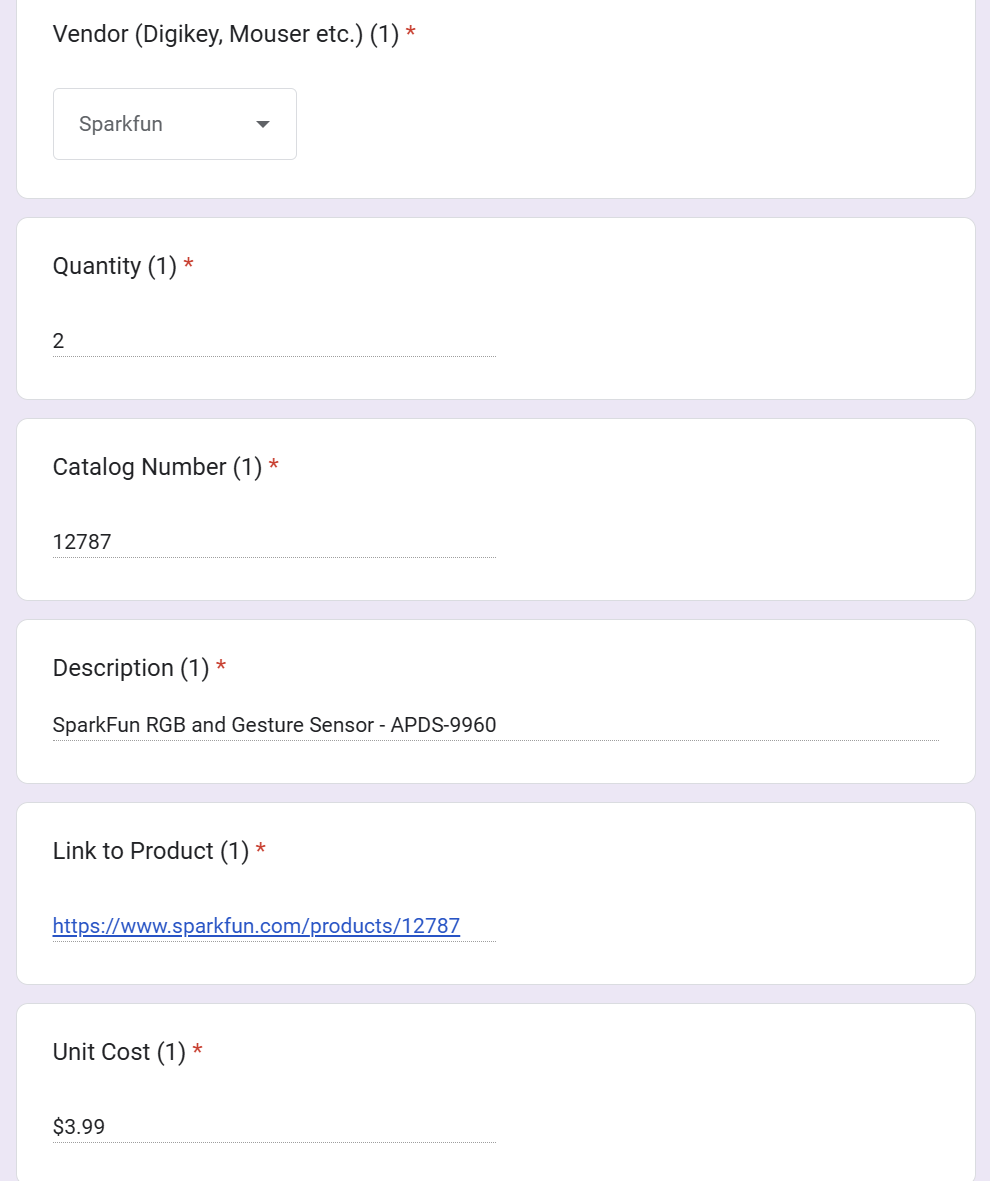 Vendor (Digikey, Mouser etc.) (1) *
Sparkfun
Quantity (1) *
2
Catalog Number (1) *
12787
Description (1) *
SparkFun RGB and Gesture Sensor - APDS-9960
Link to Product (1) *
https://www.sparkfun.com/products/12787
Unit Cost (1) *
$3.99